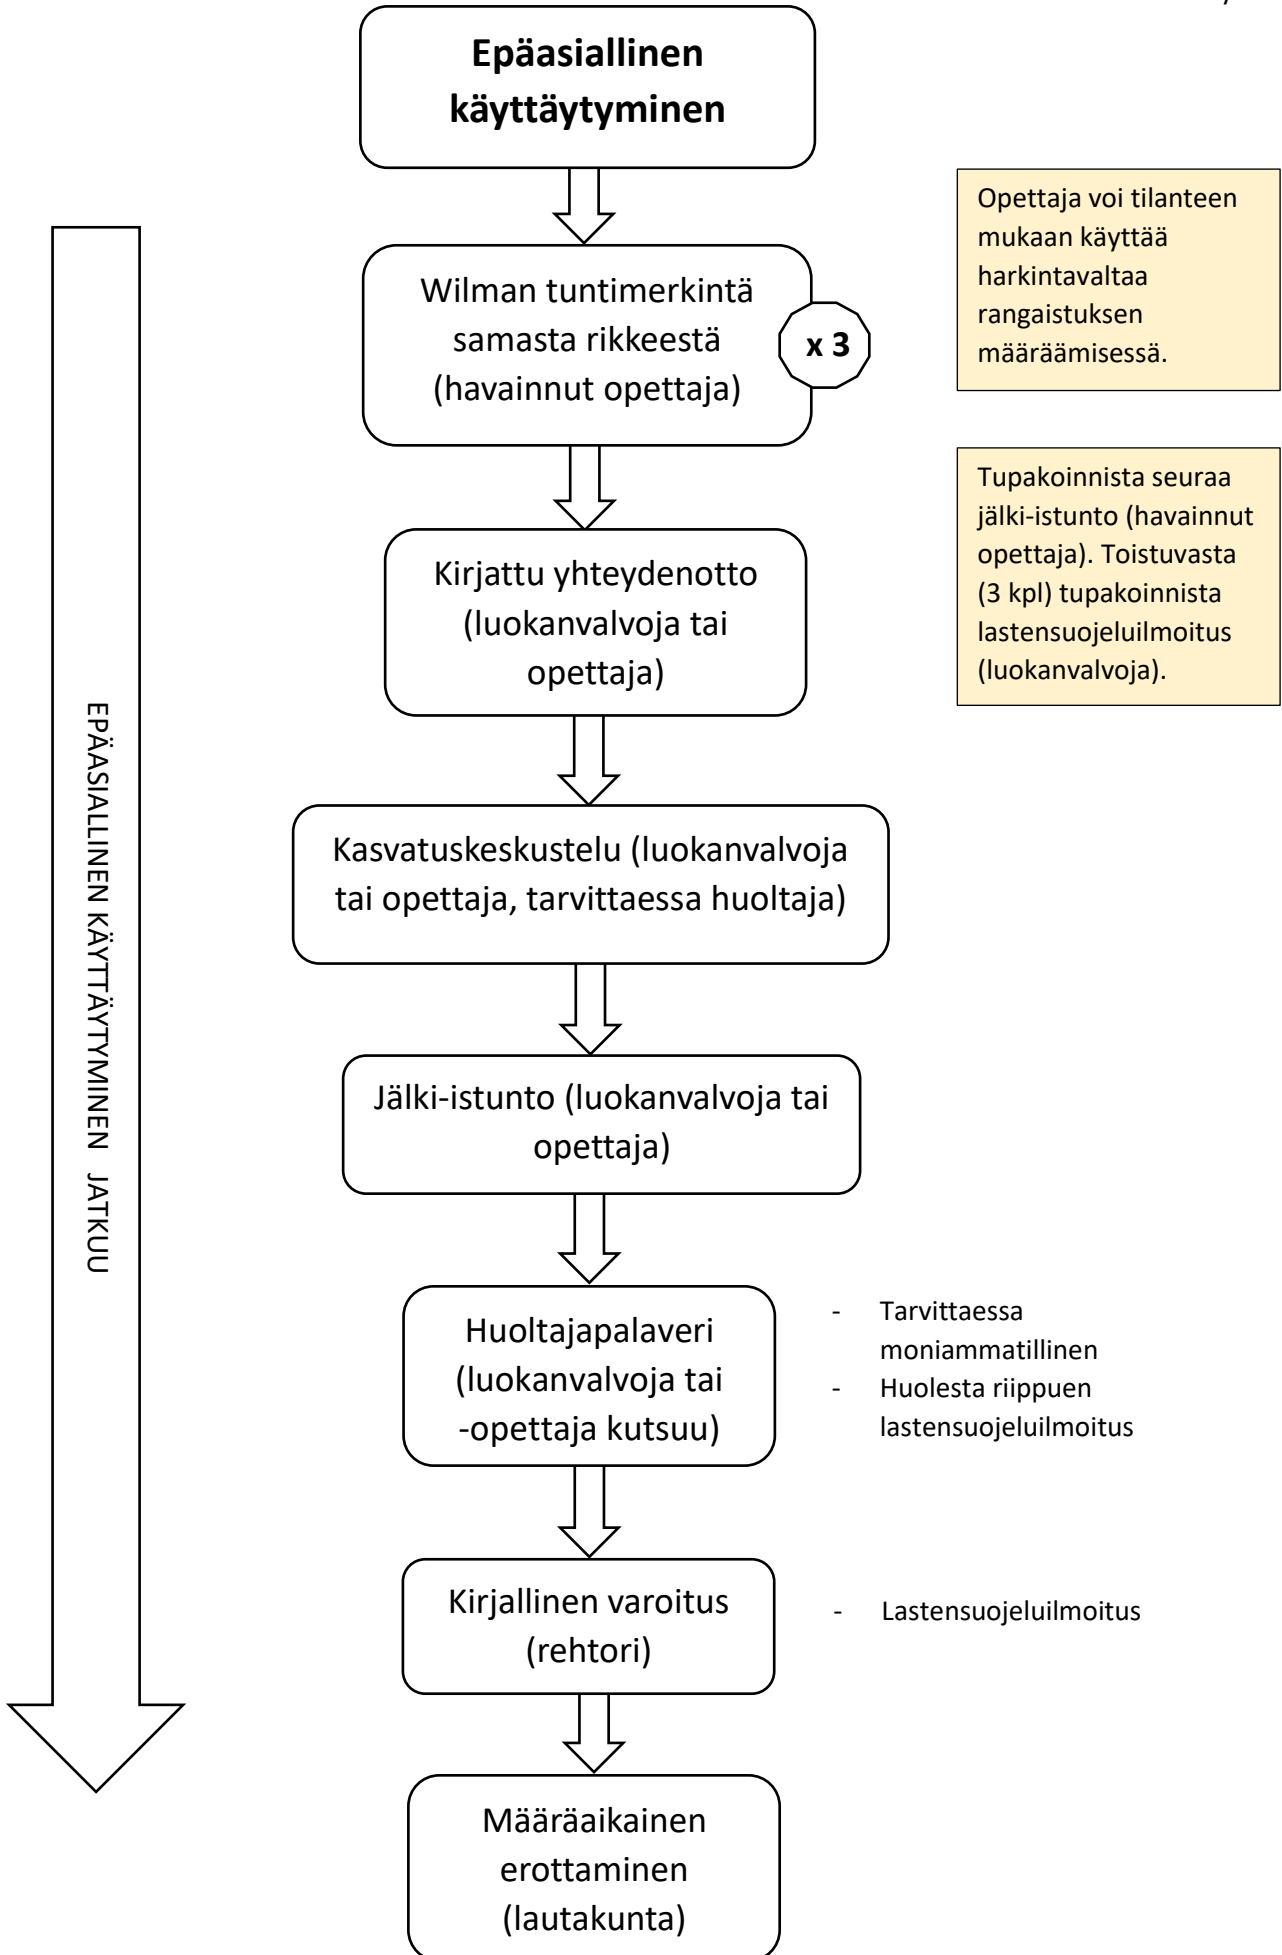 Epäasiallinen
käyttäytyminen
Wilman tuntimerkintä
samasta rikkeestä
(havainnut opettaja)
x 3
Opettaja voi tilanteen
mukaan käyttää
harkintavaltaa
rangaistuksen
määräämisessä.
Kirjattu yhteydenotto
(luokanvalvoja tai
opettaja)
Tupakoinnista seuraa
jälki-istunto (havainnut
opettaja). Toistuvasta
(3 kpl) tupakoinnista
lastensuojeluilmoitus
(luokanvalvoja).
EPÄASIALLINEN KÄYTTÄYTYMINEN JATKUU
Kasvatuskeskustelu (luokanvalvoja
tai opettaja, tarvittaessa huoltaja)
Jälki-istunto (luokanvalvoja tai
opettaja)
Huoltajapalaveri
(luokanvalvoja tai
-opettaja kutsuu)
- Tarvittaessa
moniammatillinen
- Huolesta riippuen
lastensuojeluilmoitus
Kirjallinen varoitus
(rehtori)
- Lastensuojeluilmoitus
Määräaikainen
erottaminen
(lautakunta)